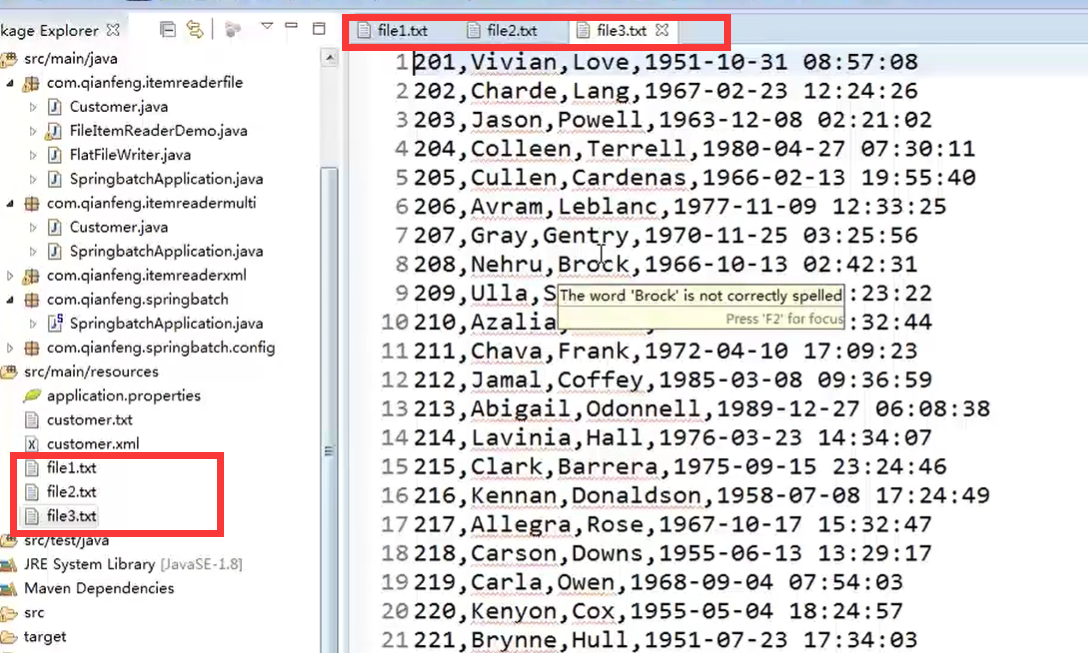 kage Explorer
src/main/java
com.qianfeng.itemreaderfile
Customer.java
FileItemReaderDemo.java
FlatFileWriter.java
SpringbatchApplication.java
com.qianfeng.itemreadermulti
Customer.java
SpringbatchApplication.java
com.qianfeng.itemreaderxml
com.qianfeng.springbatch
SpringbatchApplication.java
com.qianfeng.springbatch.config
src/main/resources
application.properties
customer.txt
customer.xml
file1.txt
file2.txt
file3.txt
src/test/java
JRE System Library [JavaSE-1.8]
Maven Dependencies
src
target
file1.txt file2.txt file3.txt
1 201,Vivian,Love,1951-10-31 08:57:08
2 202,Charde,Lang,1967-02-23 12:24:26
3 203,Jason,Powell,1963-12-08 02:21:02
4 204,Colleen,Terrell,1980-04-27 07:30:11
5 205,Cullen,Cardenas,1966-02-13 19:55:40
6 206,Avram,Leblanc,1977-11-09 12:33:25
7 207,Gray,Gentry,1970-11-25 03:25:56
8 208,Nehru,Brock,1966-10-13 02:42:31
9 209,Ulla,S :23:22
The word 'Brock' is not correctly spelled
Press 'F2' for focus
10 210,Azalia :32:44
11 211,Chava,Frank,1972-04-10 17:09:23
12 212,Jamal,Coffey,1985-03-08 09:36:59
13 213,Abigail,Odonnell,1989-12-27 06:08:38
14 214,Lavinia,Hall,1976-03-23 14:34:07
15 215,Clark,Barrera,1975-09-15 23:24:46
16 216,Kennan,Donaldson,1958-07-08 17:24:49
17 217,Allegra,Rose,1967-10-17 15:32:47
18 218,Carson,Downs,1955-06-13 13:29:17
19 219,Carla,Owen,1968-09-04 07:54:03
20 220,Kenyon,Cox,1955-05-04 18:24:57
21 221,Brynne,Hull,1951-07-23 17:34:03